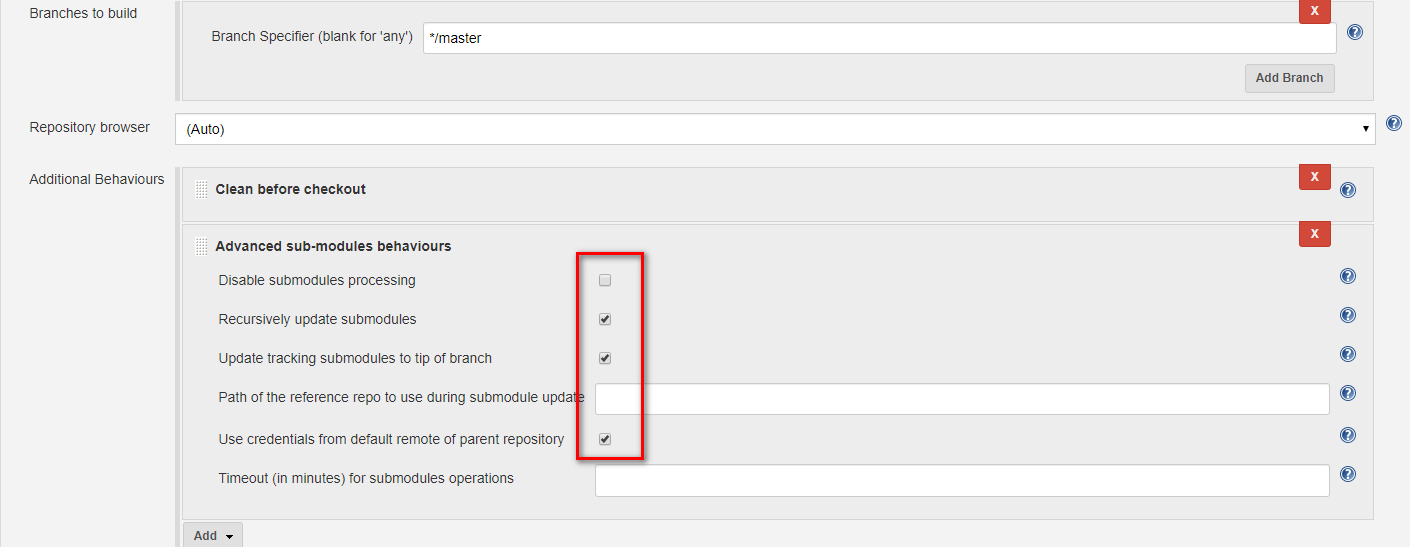 Branches to build
X
Branch Specifier (blank for 'any') */master ?
Add Branch
Repository browser (Auto) ?
Additional Behaviours
Clean before checkout X ?
Advanced sub-modules behaviours X
Disable submodules processing ?
Recursively update submodules ?
Update tracking submodules to tip of branch ?
Path of the reference repo to use during submodule update ?
Use credentials from default remote of parent repository ?
Timeout (in minutes) for submodules operations ?
Add